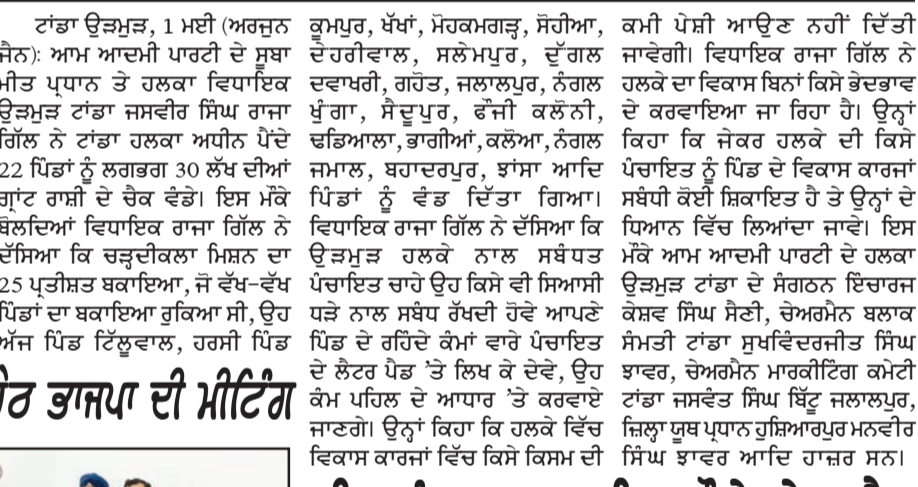 ਟਾਂਡਾ ਉੜਮੁੜ, 1 ਮਈ (ਅਰਜੁਨ
ਜੈਨ): ਆਮ ਆਦਮੀ ਪਾਰਟੀ ਦੇ ਸੂਬਾ
ਮੀਤ ਪ੍ਰਧਾਨ ਤੇ ਹਲਕਾ ਵਿਧਾਇਕ
ਉੜਮੁੜ ਟਾਂਡਾ ਜਸਵੀਰ ਸਿੰਘ ਰਾਜਾ
ਗਿੱਲ ਨੇ ਟਾਂਡਾ ਹਲਕਾ ਅਧੀਨ ਪੈਂਦੇ
22 ਪਿੰਡਾਂ ਨੂੰ ਲਗਭਗ 30 ਲੱਖ ਦੀਆਂ
ਗ੍ਰਾਂਟ ਰਾਸ਼ੀ ਦੇ ਚੈਕ ਵੰਡੇ। ਇਸ ਮੌਕੇ
ਬੋਲਦਿਆਂ ਵਿਧਾਇਕ ਰਾਜਾ ਗਿੱਲ ਨੇ
ਦੱਸਿਆ ਕਿ ਚੜ੍ਹਦੀਕਲਾ ਮਿਸ਼ਨ ਦਾ
25 ਪ੍ਰਤੀਸ਼ਤ ਬਕਾਇਆ, ਜੋ ਵੱਖ-ਵੱਖ
ਪਿੰਡਾਂ ਦਾ ਬਕਾਇਆ ਰੁਕਿਆ ਸੀ, ਉਹ
ਅੱਜ ਪਿੰਡ ਟਿੱਲੂਵਾਲ, ਹਰਸੀ ਪਿੰਡ
ਭਾਜਪਾ ਦੀ ਮੀਟਿੰਗ
ਕੂਮਪੁਰ, ਖੱਖਾਂ, ਮੋਹਕਮਗੜ੍ਹ, ਸੋਹੀਆ,
ਦੇਹਰੀਵਾਲ, ਸਲੇਮਪੁਰ, ਦੁੱਗਲ
ਦਵਾਖਰੀ, ਗਹੋਤ, ਜਲਾਲਪੁਰ, ਨੰਗਲ
ਖੁੰਗਾ, ਸੈਦੂਪੁਰ, ਫੌਜੀ ਕਲੋਨੀ,
ਢਡਿਆਲਾ, ਭਾਗੀਆਂ, ਕਲੋਆ, ਨੰਗਲ
ਜਮਾਲ, ਬਹਾਦਰਪੁਰ, ਝਾਂਸਾ ਆਦਿ
ਪਿੰਡਾਂ ਨੂੰ ਵੰਡ ਦਿੱਤਾ ਗਿਆ।
ਵਿਧਾਇਕ ਰਾਜਾ ਗਿੱਲ ਨੇ ਦੱਸਿਆ ਕਿ
ਉੜਮੁੜ ਹਲਕੇ ਨਾਲ ਸਬੰਧਤ
ਪੰਚਾਇਤ ਚਾਹੇ ਉਹ ਕਿਸੇ ਵੀ ਸਿਆਸੀ
ਧੜੇ ਨਾਲ ਸਬੰਧ ਰੱਖਦੀ ਹੋਵੇ ਆਪਣੇ
ਪਿੰਡ ਦੇ ਰਹਿੰਦੇ ਕੰਮਾਂ ਵਾਰੇ ਪੰਚਾਇਤ
ਦੇ ਲੈਟਰ ਪੈਡ 'ਤੇ ਲਿਖ ਕੇ ਦੇਵੇ, ਉਹ
ਕੰਮ ਪਹਿਲ ਦੇ ਆਧਾਰ 'ਤੇ ਕਰਵਾਏ
ਜਾਣਗੇ। ਉਨ੍ਹਾਂ ਕਿਹਾ ਕਿ ਹਲਕੇ ਵਿੱਚ
ਵਿਕਾਸ ਕਾਰਜਾਂ ਵਿੱਚ ਕਿਸੇ ਕਿਸਮ ਦੀ
ਕਮੀ ਪੇਸ਼ੀ ਆਉਣ ਨਹੀਂ ਦਿੱਤੀ
ਜਾਵੇਗੀ। ਵਿਧਾਇਕ ਰਾਜਾ ਗਿੱਲ ਨੇ
ਹਲਕੇ ਦਾ ਵਿਕਾਸ ਬਿਨਾਂ ਕਿਸੇ ਭੇਦਭਾਵ
ਦੇ ਕਰਵਾਇਆ ਜਾ ਰਿਹਾ ਹੈ। ਉਨ੍ਹਾਂ
ਕਿਹਾ ਕਿ ਜੇਕਰ ਹਲਕੇ ਦੀ ਕਿਸੇ
ਪੰਚਾਇਤ ਨੂੰ ਪਿੰਡ ਦੇ ਵਿਕਾਸ ਕਾਰਜਾਂ
ਸਬੰਧੀ ਕੋਈ ਸ਼ਿਕਾਇਤ ਹੈ ਤੇ ਉਨ੍ਹਾਂ ਦੇ
ਧਿਆਨ ਵਿੱਚ ਲਿਆਂਦਾ ਜਾਵੇ। ਇਸ
ਮੌਕੇ ਆਮ ਆਦਮੀ ਪਾਰਟੀ ਦੇ ਹਲਕਾ
ਉੜਮੁੜ ਟਾਂਡਾ ਦੇ ਸੰਗਠਨ ਇੰਚਾਰਜ
ਕੇਸ਼ਵ ਸਿੰਘ ਸੈਣੀ, ਚੇਅਰਮੈਨ ਬਲਾਕ
ਸੰਮਤੀ ਟਾਂਡਾ ਸੁਖਵਿੰਦਰਜੀਤ ਸਿੰਘ
ਝਾਵਰ, ਚੇਅਰਮੈਨ ਮਾਰਕੀਟਿੰਗ ਕਮੇਟੀ
ਟਾਂਡਾ ਜਸਵੰਤ ਸਿੰਘ ਬਿੱਟੂ ਜਲਾਲਪੁਰ,
ਜ਼ਿਲ੍ਹਾ ਯੂਥ ਪ੍ਰਧਾਨ ਹੁਸ਼ਿਆਰਪੁਰ ਮਨਵੀਰ
ਸਿੰਘ ਝਾਵਰ ਆਦਿ ਹਾਜ਼ਰ ਸਨ।